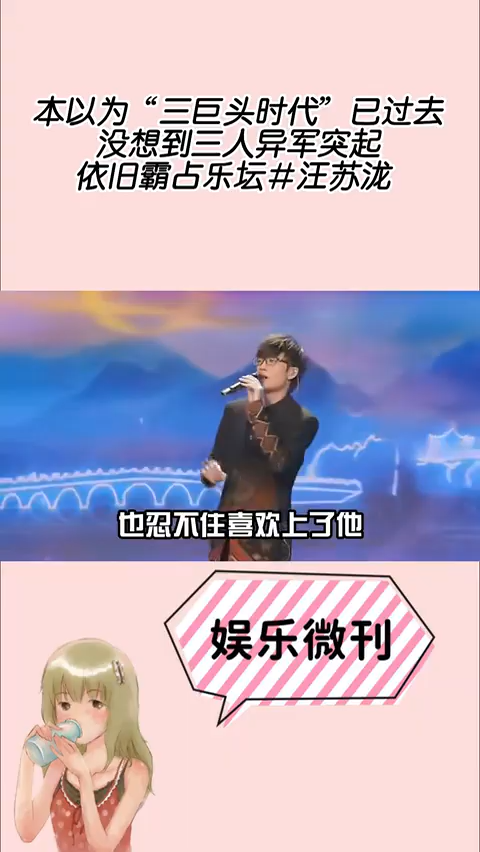 本以为“三巨头时代”已过去
没想到三人异军突起
依旧霸占乐坛#汪苏泷
也忍不住喜欢上了他
娱乐微刊